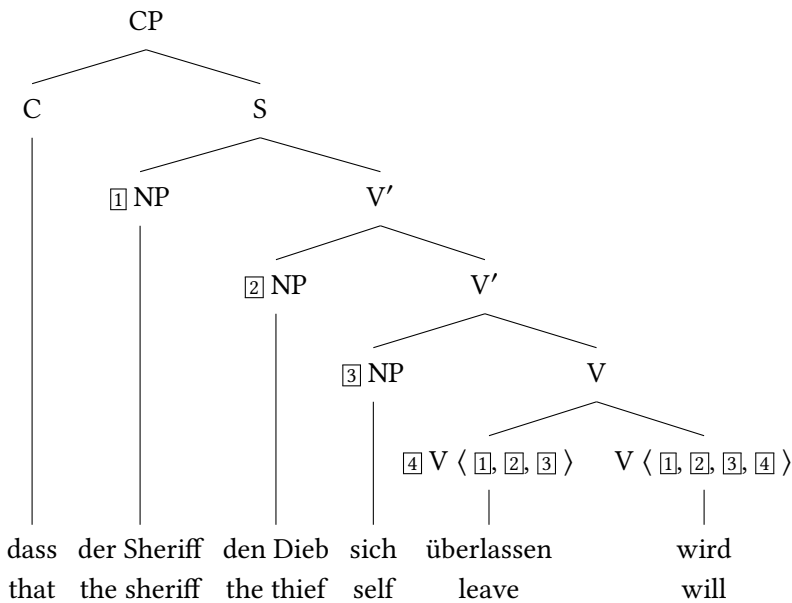 CP
C S
1 NP V′
2 NP V′
3 NP V
4 V ⟨ 1, 2, 3 ⟩ V ⟨ 1, 2, 3, 4 ⟩
dass der Sheriff den Dieb sich überlassen wird
that the sheriff the thief self leave will